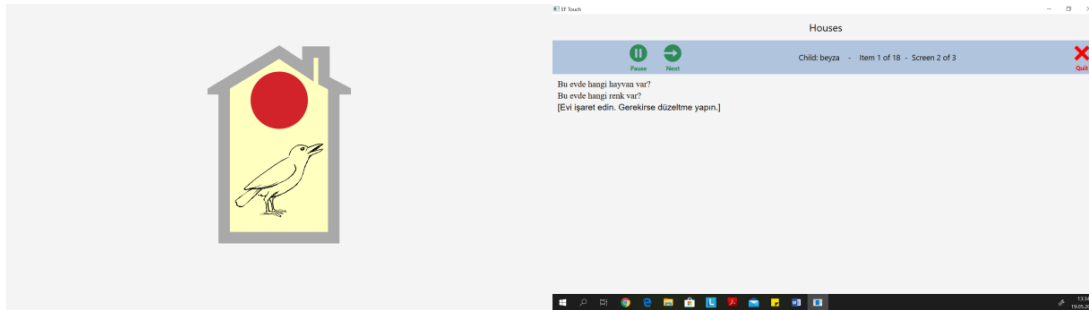 EF Touch
Houses
Pause
Next
Child: beyza - Item 1 of 18 - Screen 2 of 3
Quit
Bu evde hangi hayvan var?
Bu evde hangi renk var?
[Evi işaret edin. Gerekirse düzeltme yapın.]